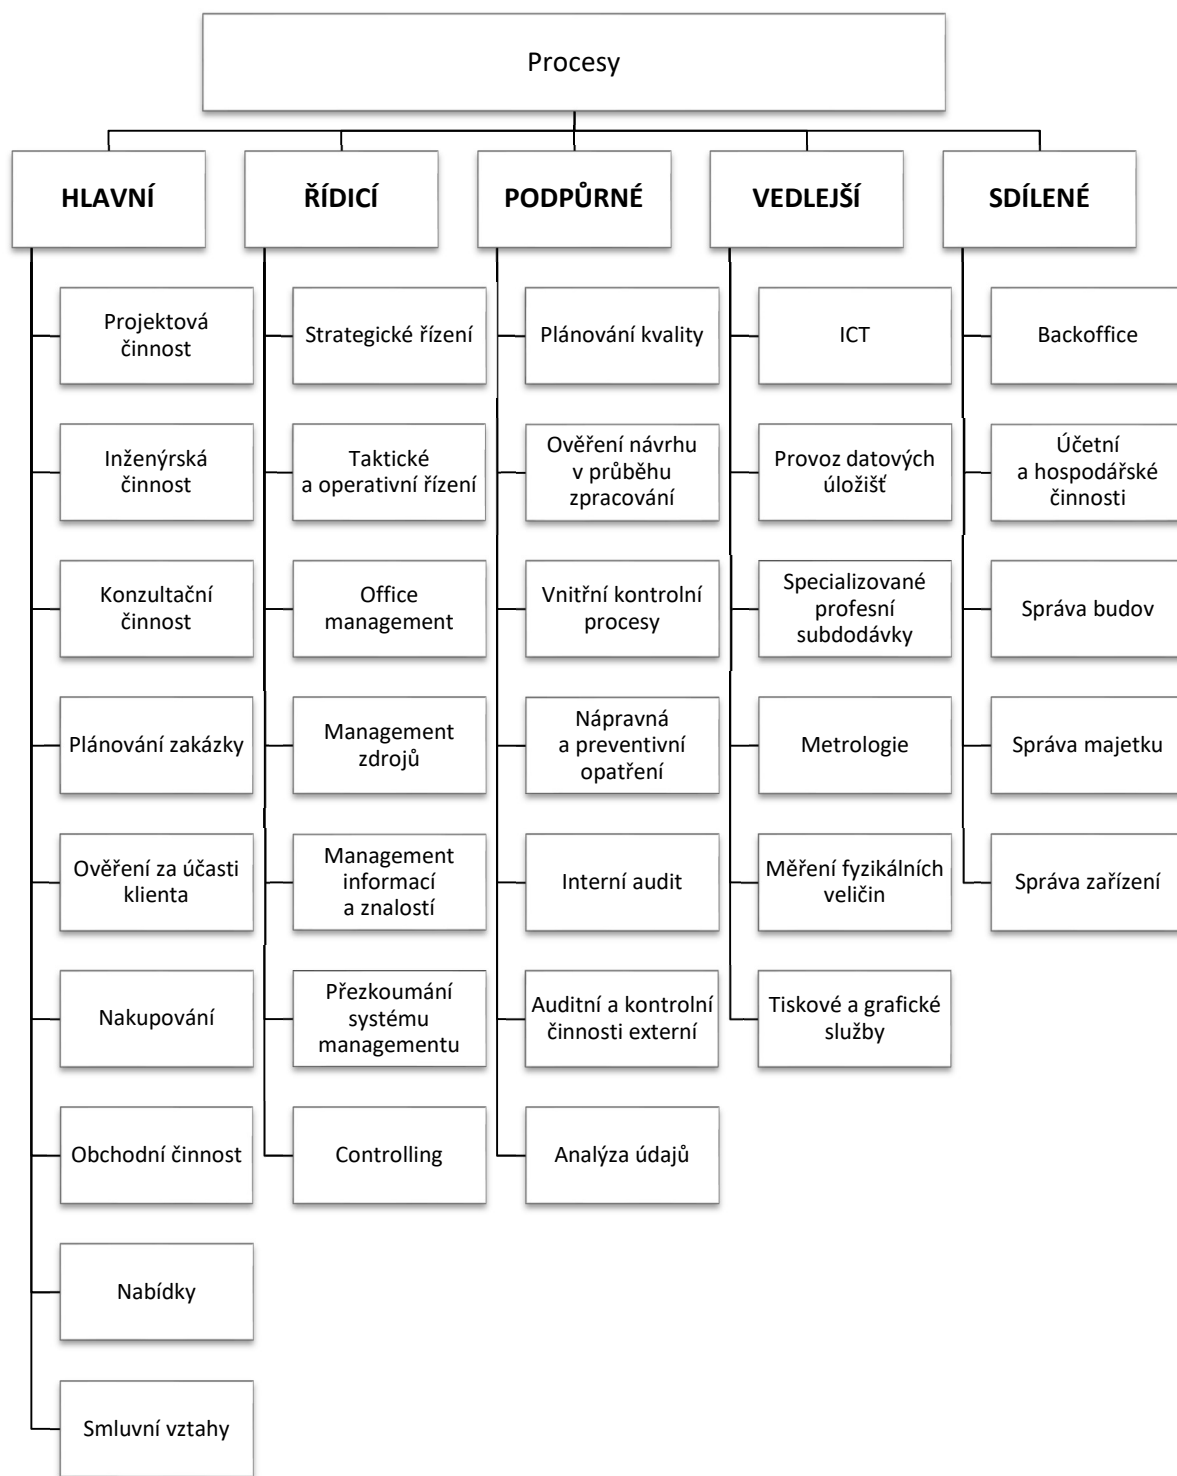 Procesy
HLAVNÍ
ŘÍDICÍ
PODPŮRNÉ
VEDLEJŠÍ
SDÍLENÉ
Projektová
činnost
Inženýrská
činnost
Konzultační
činnost
Plánování zakázky
Ověření za účasti
klienta
Nakupování
Obchodní činnost
Nabídky
Smluvní vztahy
Strategické řízení
Taktické
a operativní řízení
Office
management
Management
zdrojů
Management
informací
a znalostí
Přezkoumání
systému
managementu
Controlling
Plánování kvality
Ověření návrhu
v průběhu
zpracování
Vnitřní kontrolní
procesy
Nápravná
a preventivní
opatření
Interní audit
Auditní a kontrolní
činnosti externí
Analýza údajů
ICT
Provoz datových
úložišť
Specializované
profesní
subdodávky
Metrologie
Měření fyzikálních
veličin
Tiskové a grafické
služby
Backoffice
Účetní
a hospodářské
činnosti
Správa budov
Správa majetku
Správa zařízení